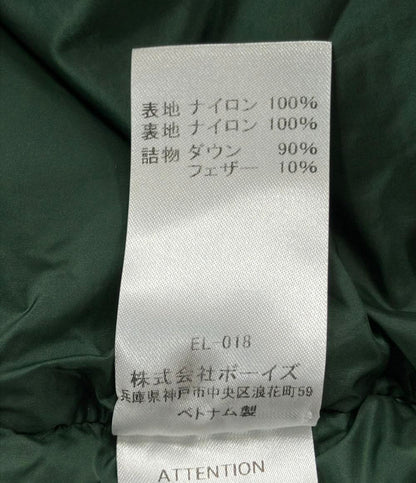 表地 ナイロン 100%
裏地 ナイロン 100%
詰物 ダウン 90%
フェザー 10%
EL-018
株式会社ボーイズ
兵庫県神戸市中央区浪花町59
ベトナム製
ATTENTION